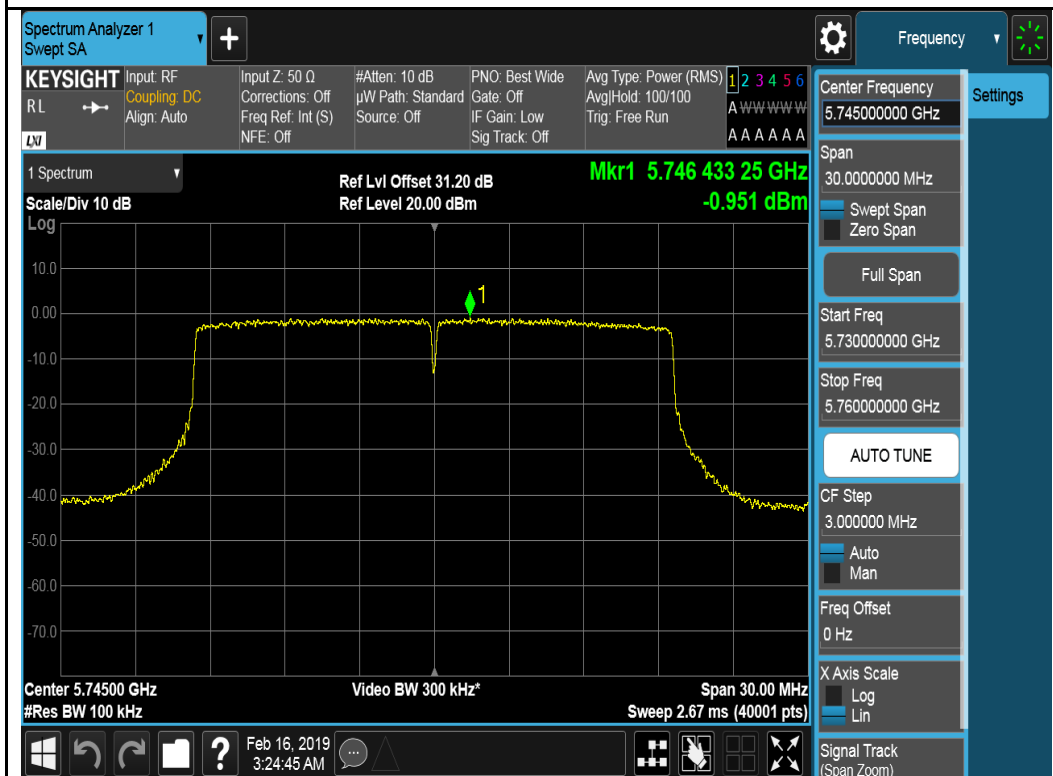 Spectrum Analyzer 1
Swept SA
+
Frequency
KEYSIGHT
R L
LXI
Input: RF
Coupling: DC
Align: Auto
Input Z: 50 Ω
Corrections: Off
Freq Ref: Int (S)
NFE: Off
#Atten: 10 dB
µW Path: Standard
Source: Off
PNO: Best Wide
Gate: Off
IF Gain: Low
Sig Track: Off
Avg Type: Power (RMS)
Avg|Hold: 100/100
Trig: Free Run
1 2 3 4 5 6
A W W W W W
A A A A A A
1 Spectrum
Scale/Div 10 dB
Log
Ref Lvl Offset 31.20 dB
Ref Level 20.00 dBm
Mkr1 5.746 433 25 GHz
-0.951 dBm
1
10.0
0.00
-10.0
-20.0
-30.0
-40.0
-50.0
-60.0
-70.0
Center 5.74500 GHz
#Res BW 100 kHz
Video BW 300 kHz*
Span 30.00 MHz
Sweep 2.67 ms (40001 pts)
?
Feb 16, 2019
3:24:45 AM
Center Frequency
5.745000000 GHz
Settings
Span
30.0000000 MHz
Swept Span
Zero Span
Full Span
Start Freq
5.730000000 GHz
Stop Freq
5.760000000 GHz
AUTO TUNE
CF Step
3.000000 MHz
Auto
Man
Freq Offset
0 Hz
X Axis Scale
Log
Lin
Signal Track
(Span Zoom)